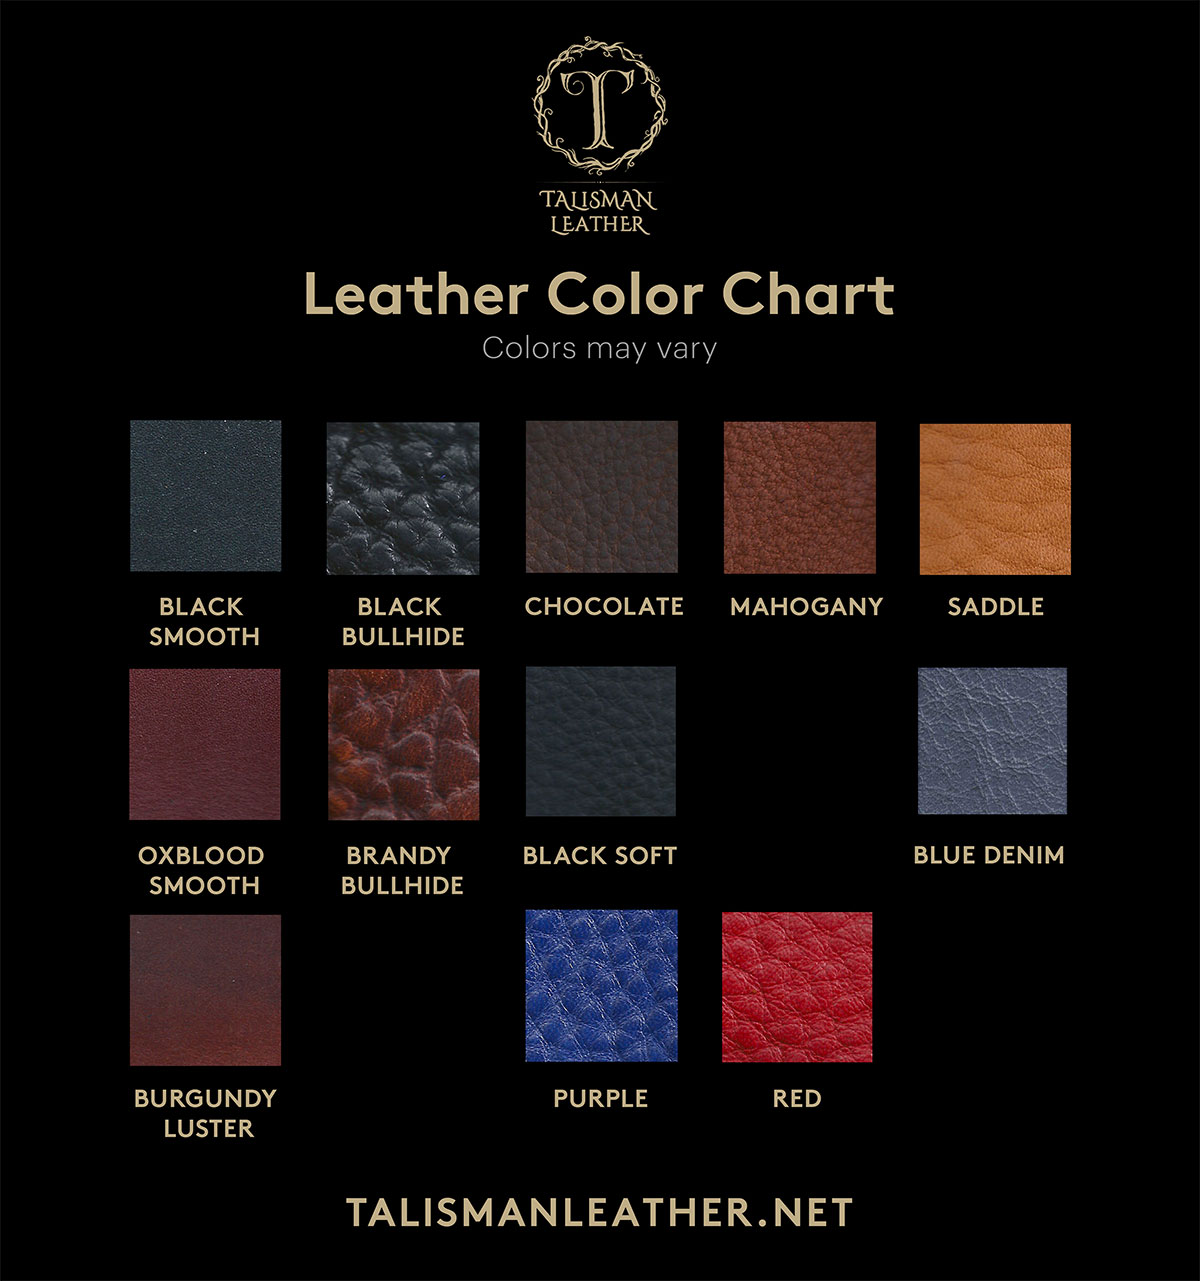 T
TALISMAN
LEATHER
Leather Color Chart
Colors may vary
BLACK
SMOOTH
BLACK
BULLHIDE
CHOCOLATE
MAHOGANY
SADDLE
OXBLOOD
SMOOTH
BRANDY
BULLHIDE
BLACK SOFT
BLUE DENIM
BURGUNDY
LUSTER
PURPLE
RED
TALISMANLEATHER.NET